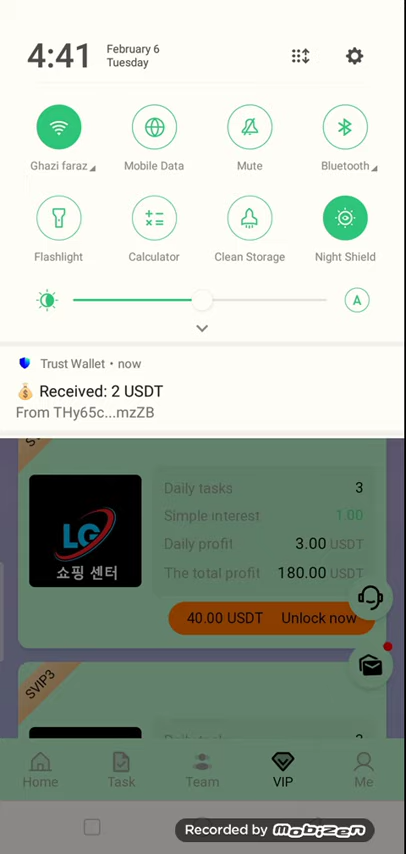 4:41
February 6
Tuesday
Ghazi faraz
Mobile Data
Mute
Bluetooth
Flashlight
Calculator
Clean Storage
Night Shield
A
Trust Wallet • now
💰 Received: 2 USDT
From THy65c...mzZB
LG
쇼핑 센터
Daily tasks 3
Simple interest 1.00
Daily profit 3.00 USDT
The total profit 180.00 USDT
40.00 USDT Unlock now
SVIP3
Home
Task
Team
VIP
Me
Recorded by MOBIZEN